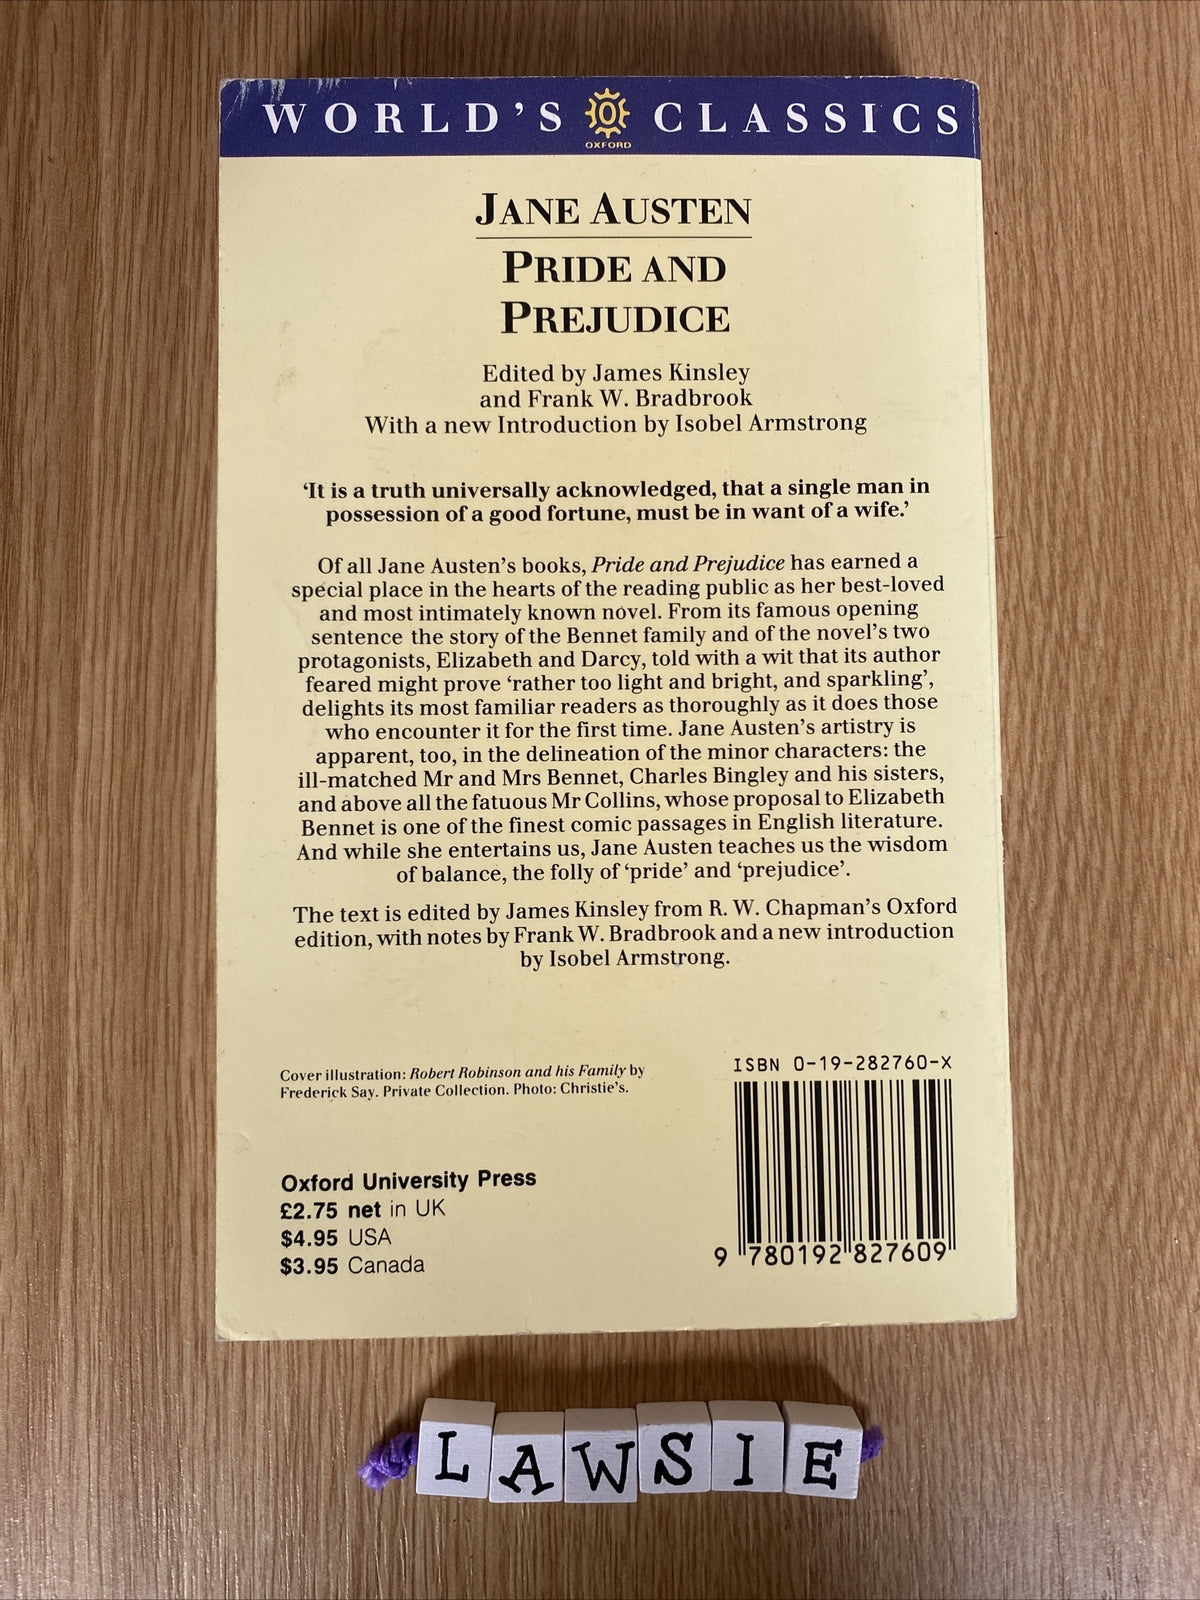 WORLD'S CLASSICS
OXFORD
JANE AUSTEN
PRIDE AND
PREJUDICE
Edited by James Kinsley
and Frank W. Bradbrook
With a new Introduction by Isobel Armstrong
‘It is a truth universally acknowledged, that a single man in
possession of a good fortune, must be in want of a wife.’
Of all Jane Austen’s books, Pride and Prejudice has earned a
special place in the hearts of the reading public as her best-loved
and most intimately known novel. From its famous opening
sentence the story of the Bennet family and of the novel’s two
protagonists, Elizabeth and Darcy, told with a wit that its author
feared might prove ‘rather too light and bright, and sparkling’,
delights its most familiar readers as thoroughly as it does those
who encounter it for the first time. Jane Austen’s artistry is
apparent, too, in the delineation of the minor characters: the
ill-matched Mr and Mrs Bennet, Charles Bingley and his sisters,
and above all the fatuous Mr Collins, whose proposal to Elizabeth
Bennet is one of the finest comic passages in English literature.
And while she entertains us, Jane Austen teaches us the wisdom
of balance, the folly of ‘pride’ and ‘prejudice’.
The text is edited by James Kinsley from R. W. Chapman’s Oxford
edition, with notes by Frank W. Bradbrook and a new introduction
by Isobel Armstrong.
Cover illustration: Robert Robinson and his Family by
Frederick Say. Private Collection. Photo: Christie’s.
ISBN 0-19-282760-X
Oxford University Press
£2.75 net in UK
$4.95 USA
$3.95 Canada
9 780192 827609
LAWSIE